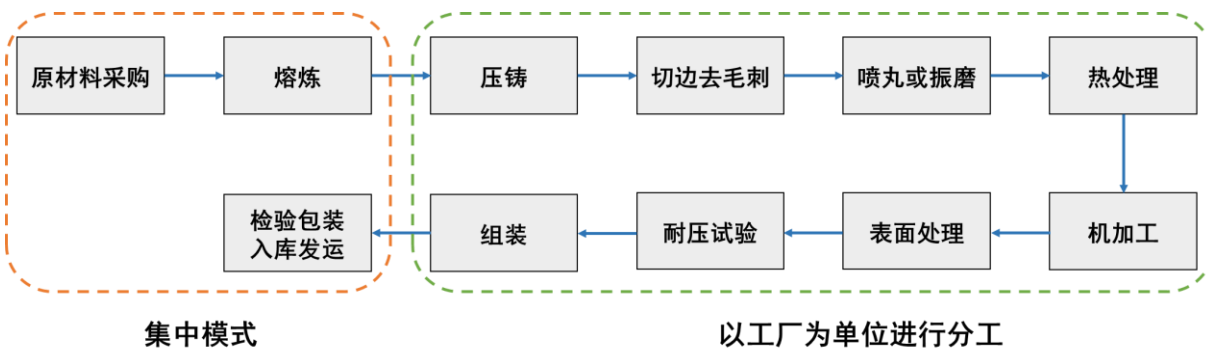 原材料采购
熔炼
压铸
切边去毛刺
喷丸或振磨
热处理
检验包装
入库发运
组装
耐压试验
表面处理
机加工
集中模式
以工厂为单位进行分工